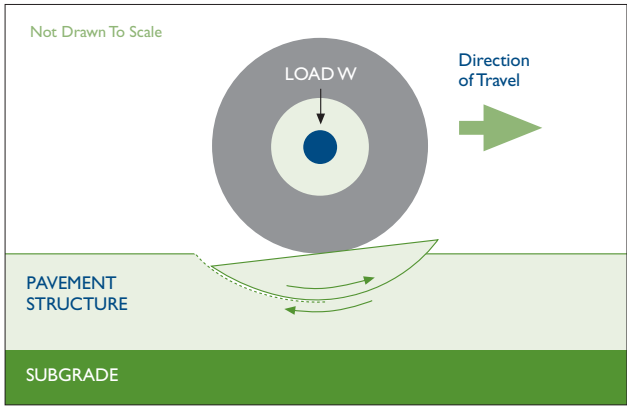 Not Drawn To Scale
LOAD W
Direction
of Travel
PAVEMENT
STRUCTURE
SUBGRADE